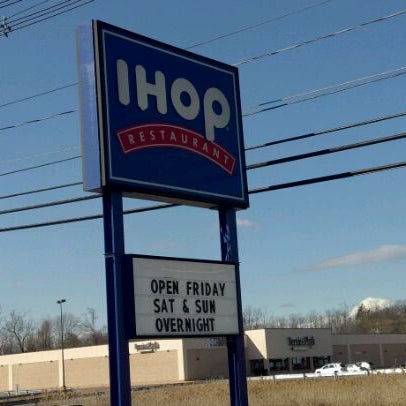 IHOP
RESTAURANT
OPEN FRIDAY
SAT & SUN
OVERNIGHT